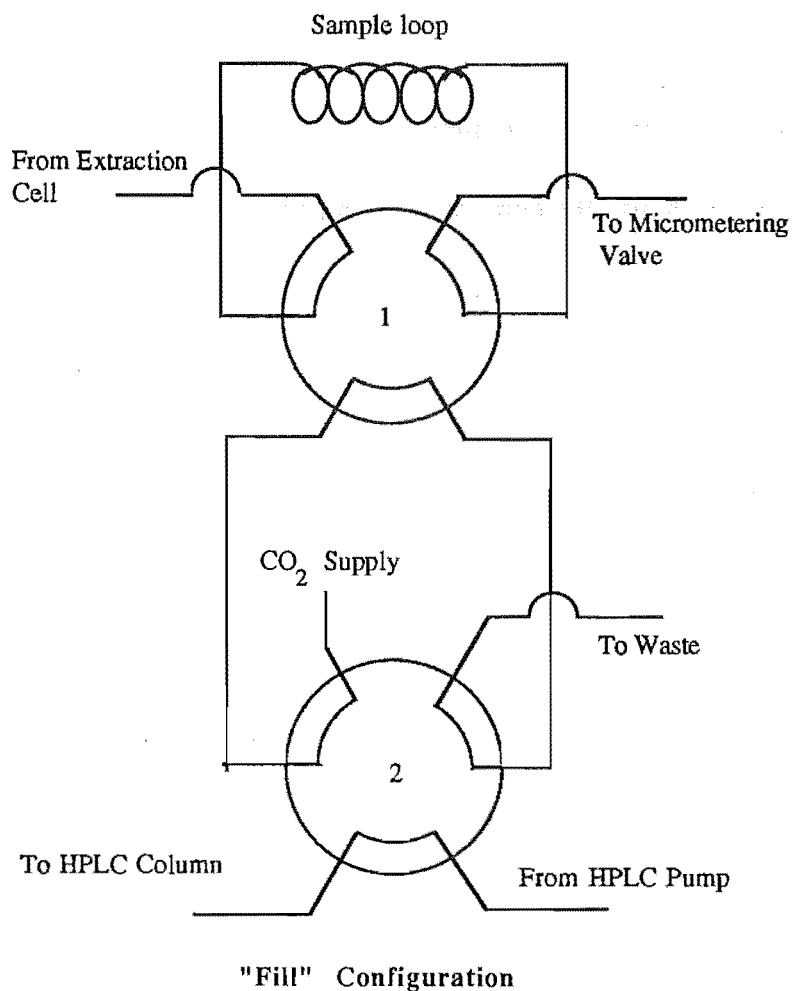 Sample loop
From Extraction
Cell
To Micrometering
Valve
1
CO2 Supply
To Waste
2
To HPLC Column
From HPLC Pump
"Fill" Configuration